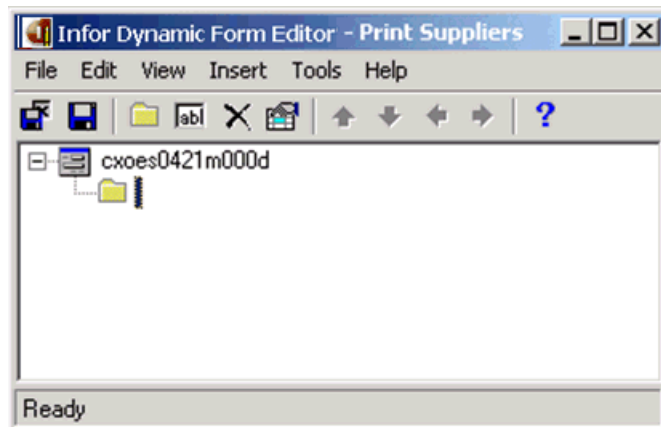 Infor Dynamic Form Editor - Print Suppliers
File Edit View Insert Tools Help
abl ?
cxoes0421m000d
Ready